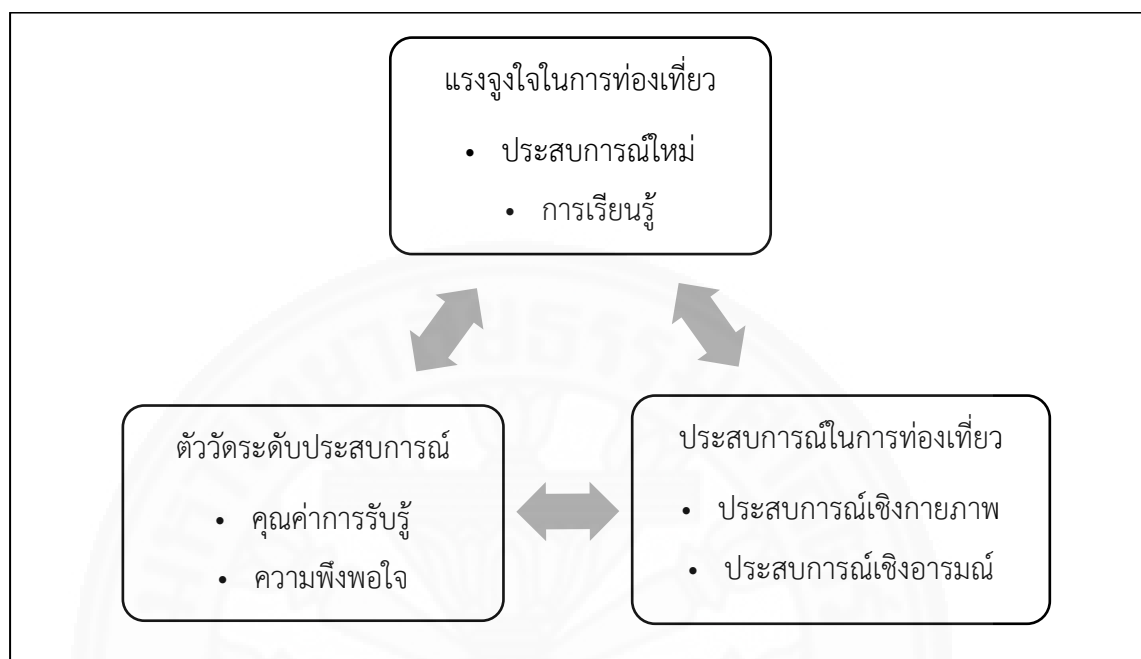 แรงจูงใจในการท่องเที่ยว
• ประสบการณ์ใหม่
• การเรียนรู้
ตัววัดระดับประสบการณ์
• คุณค่าการรับรู้
• ความพึงพอใจ
ประสบการณ์ในการท่องเที่ยว
• ประสบการณ์เชิงกายภาพ
• ประสบการณ์เชิงอารมณ์